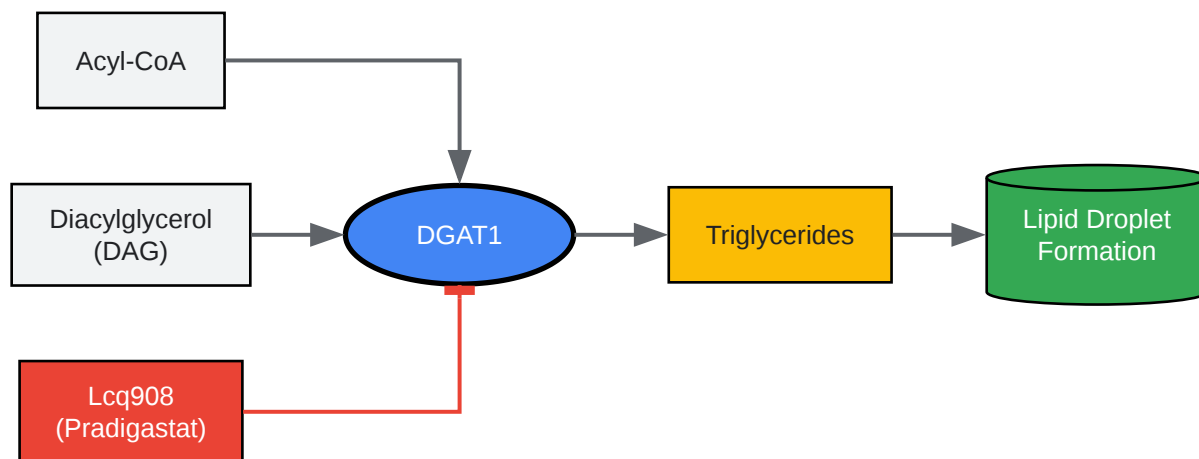 Acyl-CoA
Diacylglycerol
(DAG)
DGAT1
Triglycerides
Lipid Droplet
Formation
Lcq908
(Pradigastat)